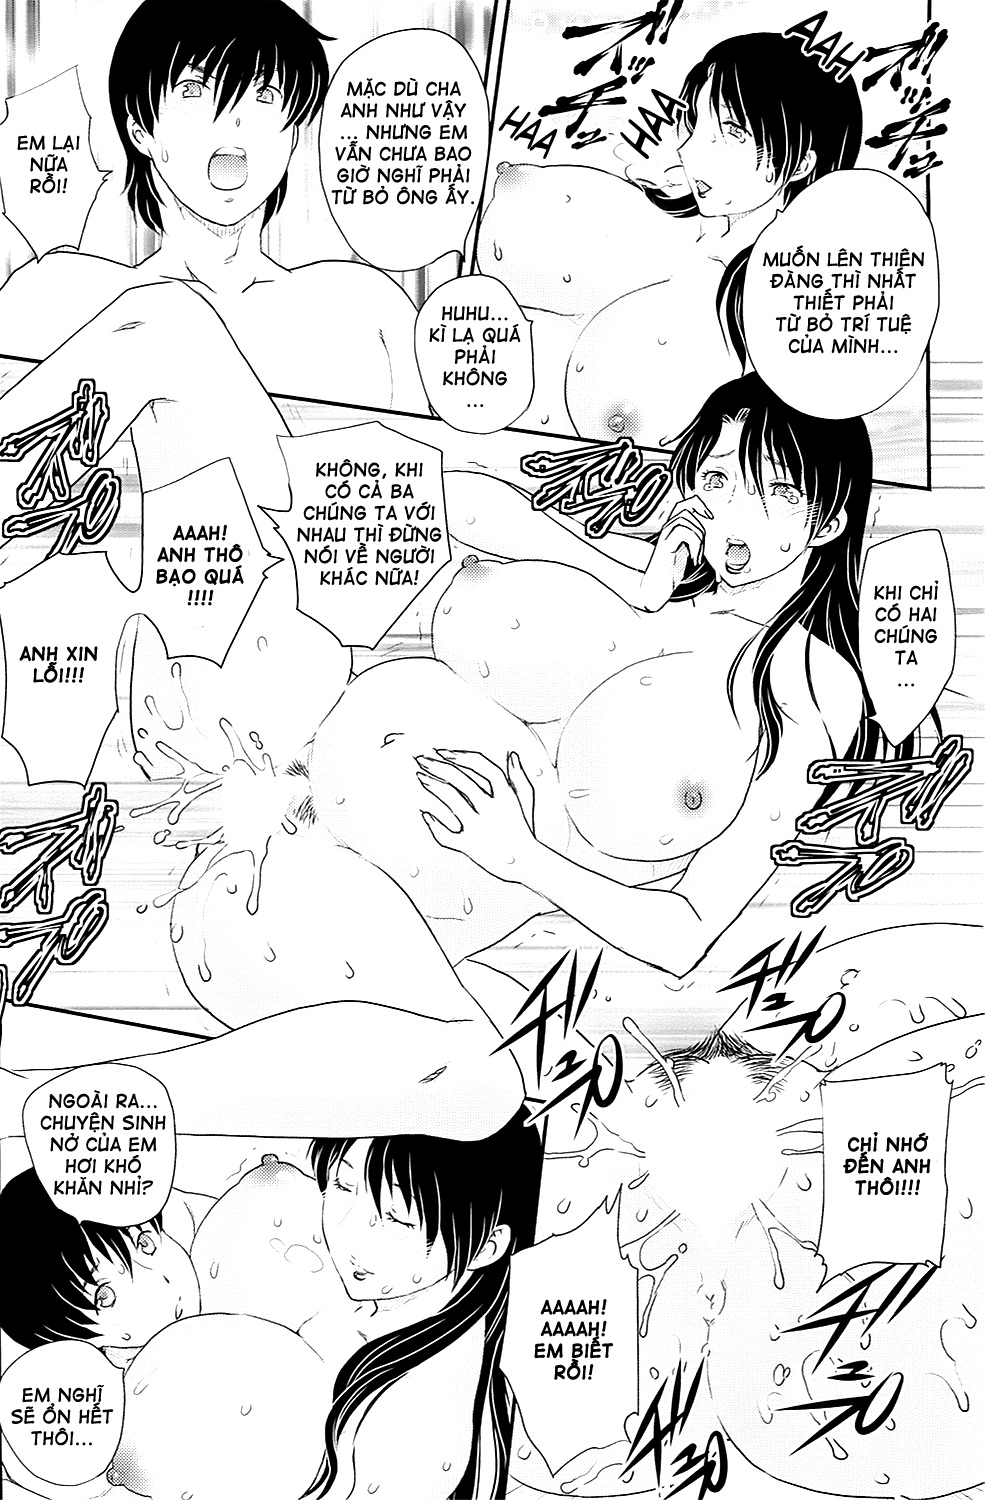 EM LẠI
NỮA
RỒI!
MẶC DÙ CHA
ANH NHƯ VẬY
... NHƯNG EM
VẪN CHƯA BAO
GIỜ NGHĨ PHẢI
TỪ BỎ ÔNG ẤY.
HUHU...
KÌ LẠ QUÁ
PHẢI
KHÔNG
...
AAH
HAA
HAA
MUỐN LÊN THIÊN
ĐÀNG THÌ NHẤT
THIẾT PHẢI
TỪ BỎ TRÍ TUỆ
CỦA MÌNH...
KHÔNG, KHI
CÓ CẢ BA
CHÚNG TA VỚI
NHAU THÌ ĐỪNG
NÓI VỀ NGƯỜI
KHÁC NỮA!
AAAH!
ANH THÔ
BẠO QUÁ
!!!!
ANH XIN
LỖI!!!
KHI CHỈ
CÓ HAI
CHÚNG
TA
...
NGOÀI RA...
CHUYỆN SINH
NỞ CỦA EM
HƠI KHÓ
KHĂN NHỈ?
EM NGHĨ
SẼ ỔN HẾT
THÔI...
CHỈ NHỚ
ĐẾN ANH
THÔI!!!
AAAAH!
AAAAH!
EM BIẾT
RỒI!